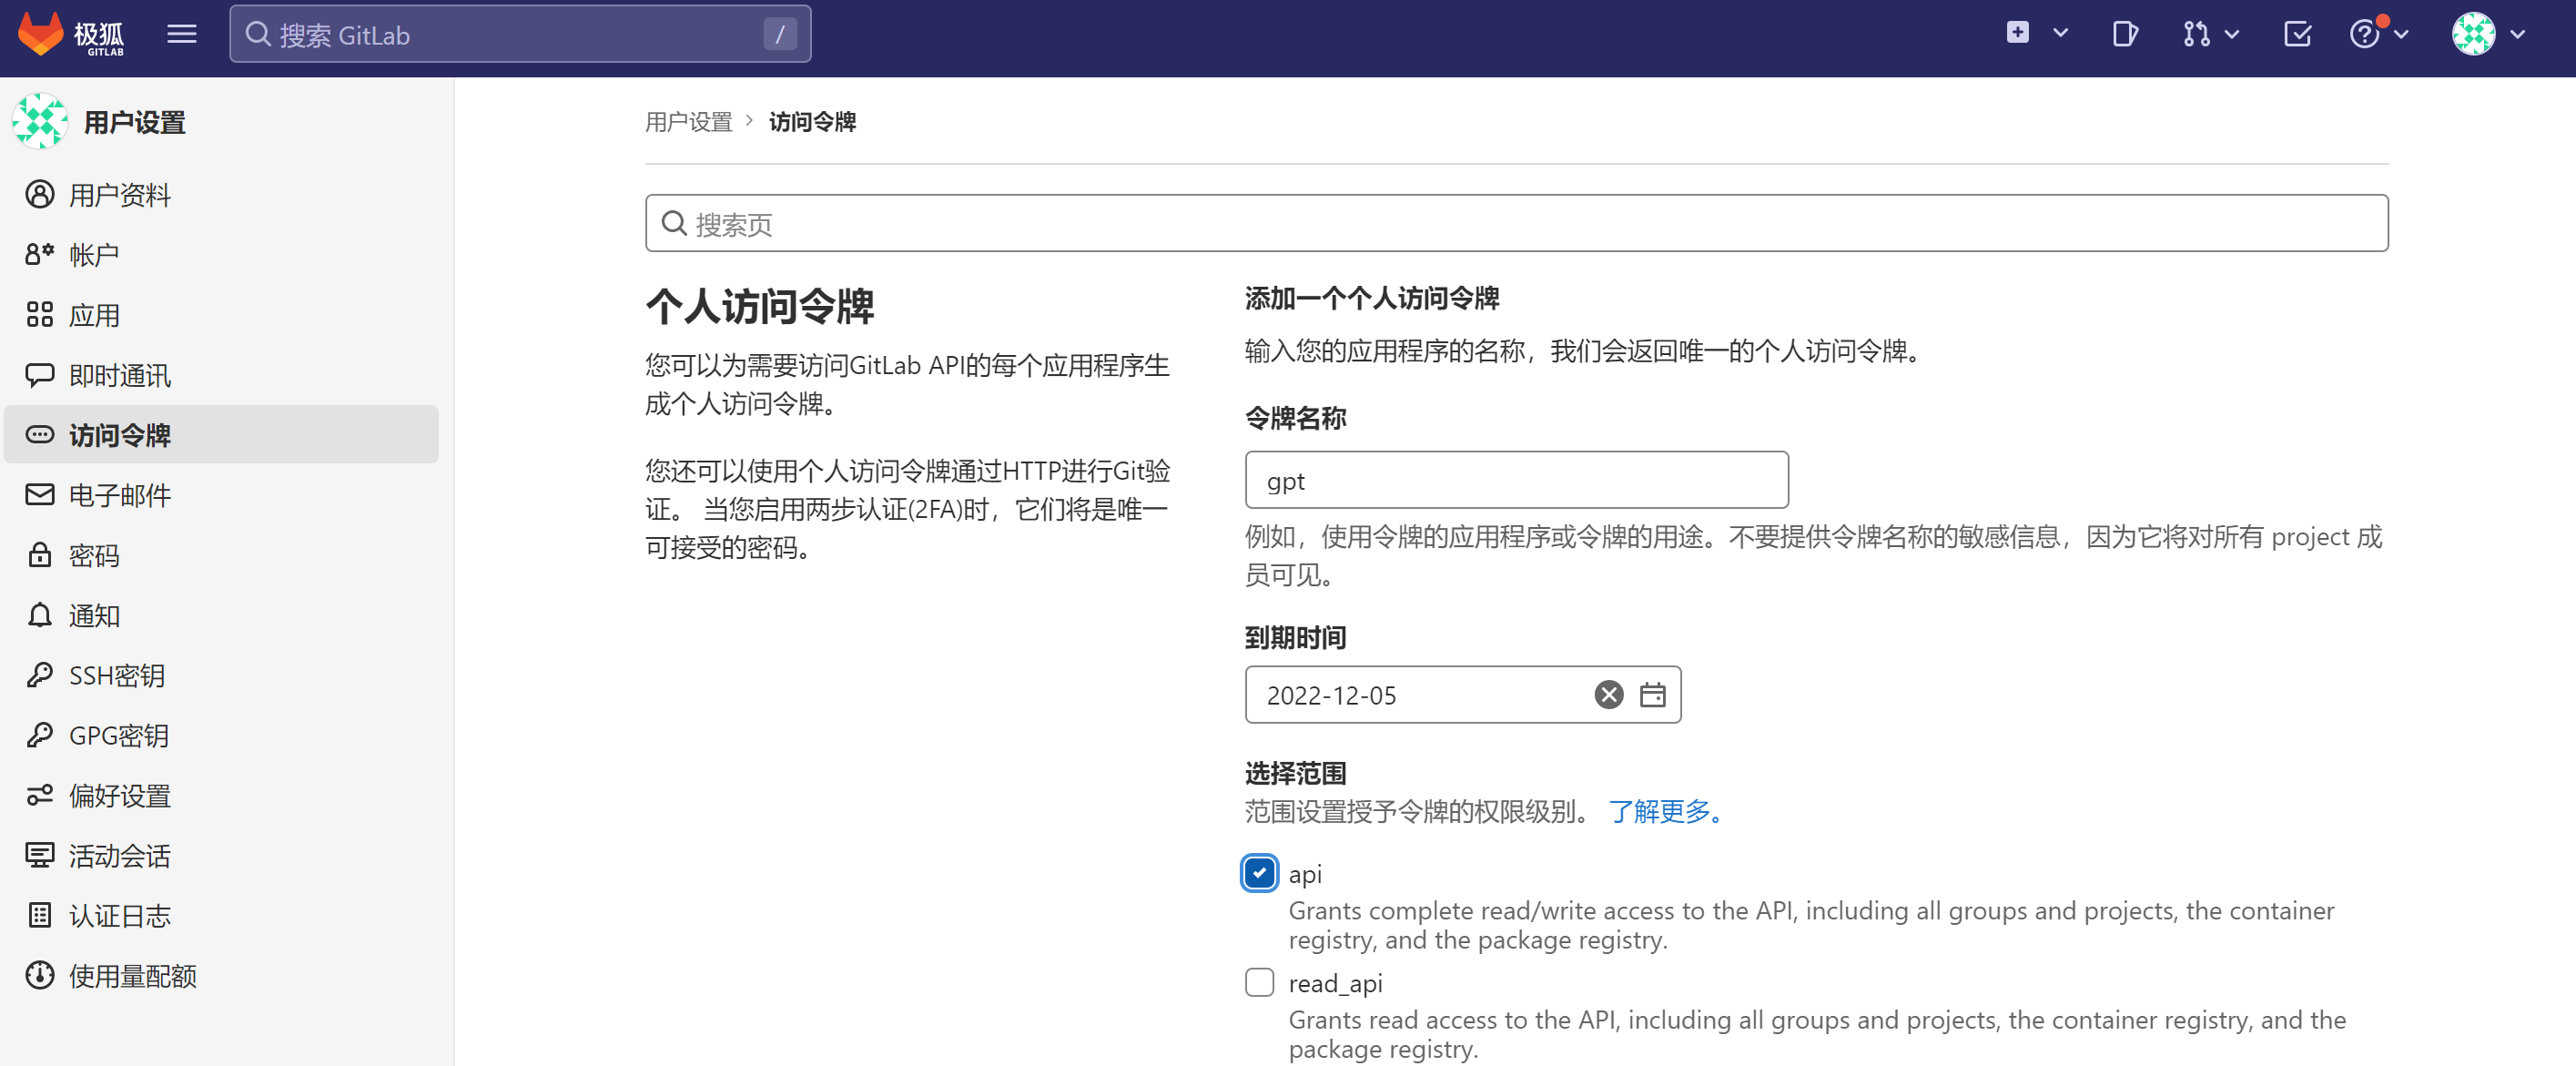 极狐
GITLAB
搜索 GitLab
/
用户设置
用户资料
帐户
应用
即时通讯
访问令牌
电子邮件
密码
通知
SSH密钥
GPG密钥
偏好设置
活动会话
认证日志
使用量配额
用户设置 > 访问令牌
搜索页
个人访问令牌
您可以为需要访问GitLab API的每个应用程序生
成个人访问令牌。
您还可以使用个人访问令牌通过HTTP进行Git验
证。 当您启用两步认证(2FA)时，它们将是唯一
可接受的密码。
添加一个个人访问令牌
输入您的应用程序的名称，我们会返回唯一的个人访问令牌。
令牌名称
gpt
例如，使用令牌的应用程序或令牌的用途。不要提供令牌名称的敏感信息，因为它将对所有 project 成
员可见。
到期时间
2022-12-05
选择范围
范围设置授予令牌的权限级别。 了解更多。
api
Grants complete read/write access to the API, including all groups and projects, the container
registry, and the package registry.
read_api
Grants read access to the API, including all groups and projects, the container registry, and the
package registry.